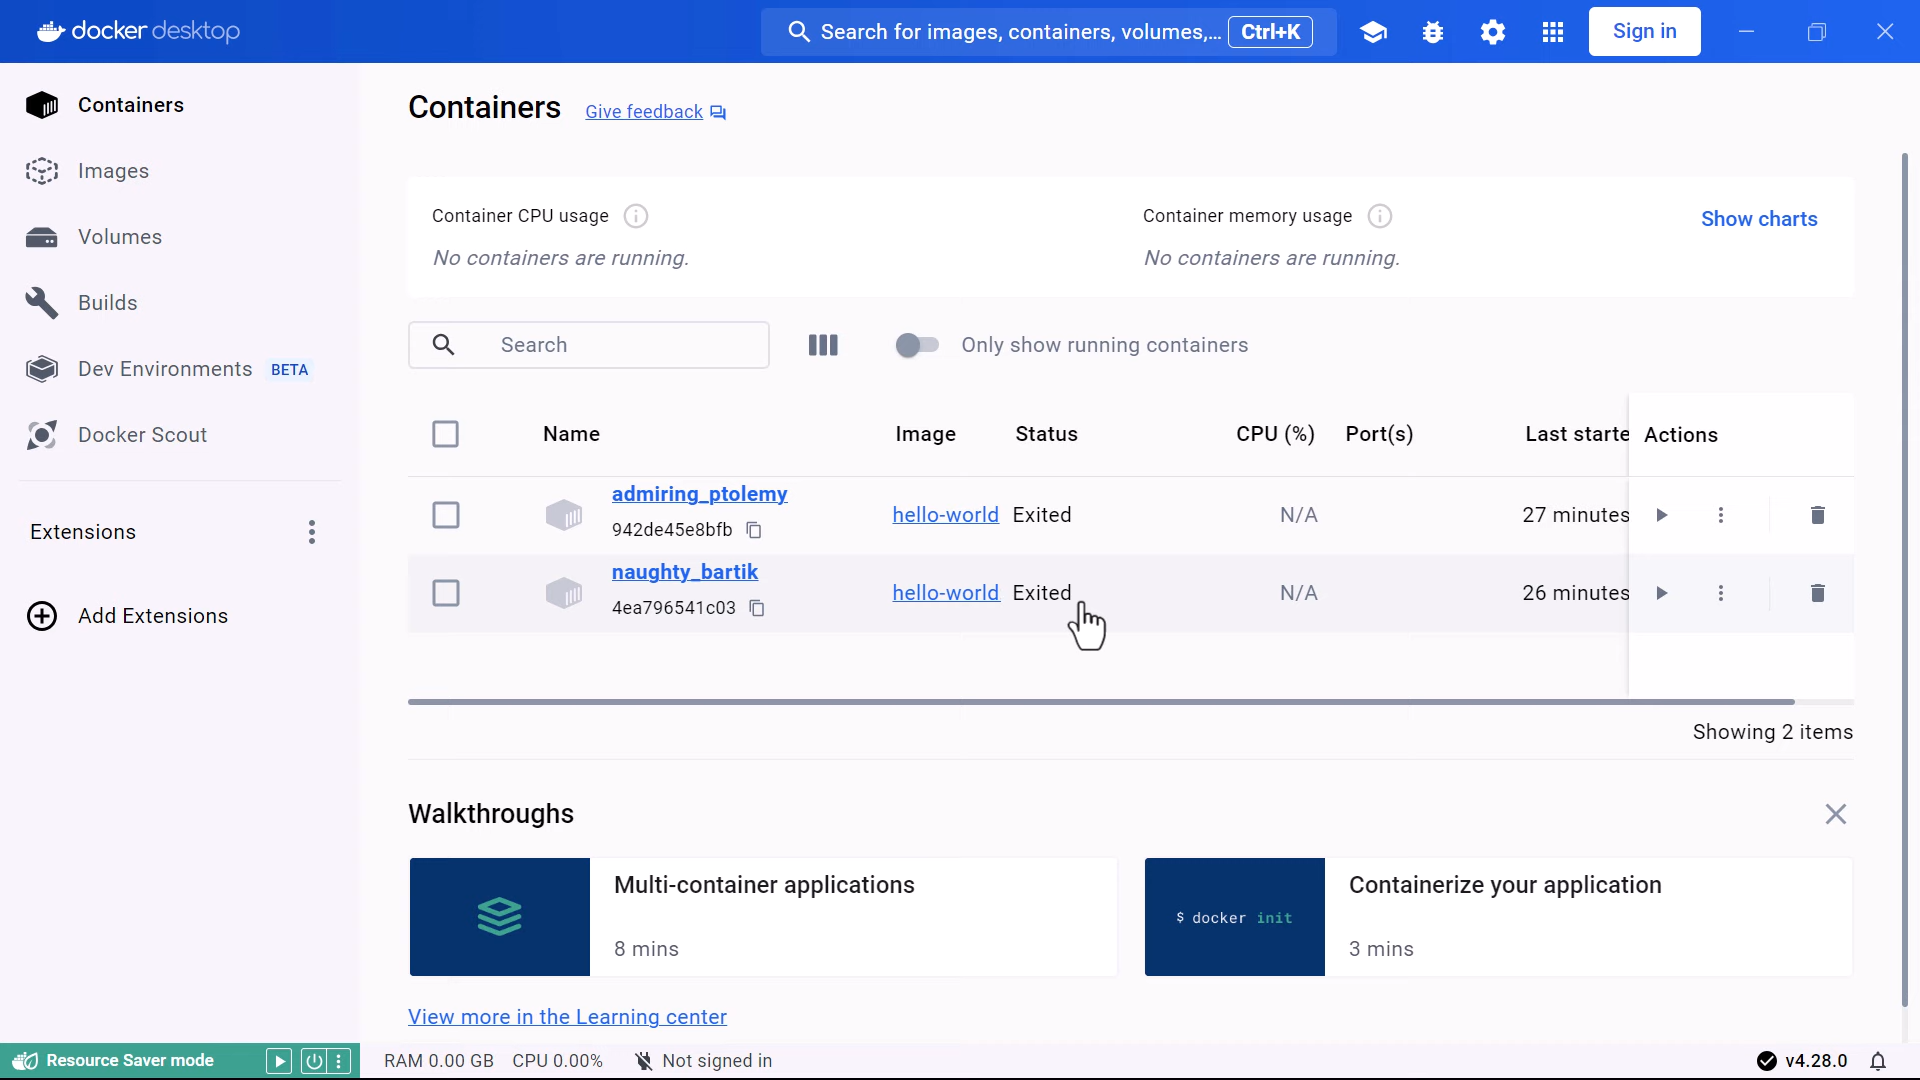 docker desktop
Search for images, containers, volumes,... Ctrl+K
Sign in
Containers
Images
Volumes
Builds
Dev Environments BETA
Docker Scout
Extensions
Add Extensions
Containers Give feedback
Container CPU usage
No containers are running.
Container memory usage
No containers are running.
Show charts
Search
Only show running containers
Name Image Status CPU (%) Port(s) Last starte Actions
admiring_ptolemy
942de45e8bfb
hello-world Exited N/A 27 minutes
naughty_bartik
4ea796541c03
hello-world Exited N/A 26 minutes
Showing 2 items
Walkthroughs
Multi-container applications
8 mins
$ docker init
Containerize your application
3 mins
View more in the Learning center
Resource Saver mode
RAM 0.00 GB CPU 0.00% Not signed in
v4.28.0